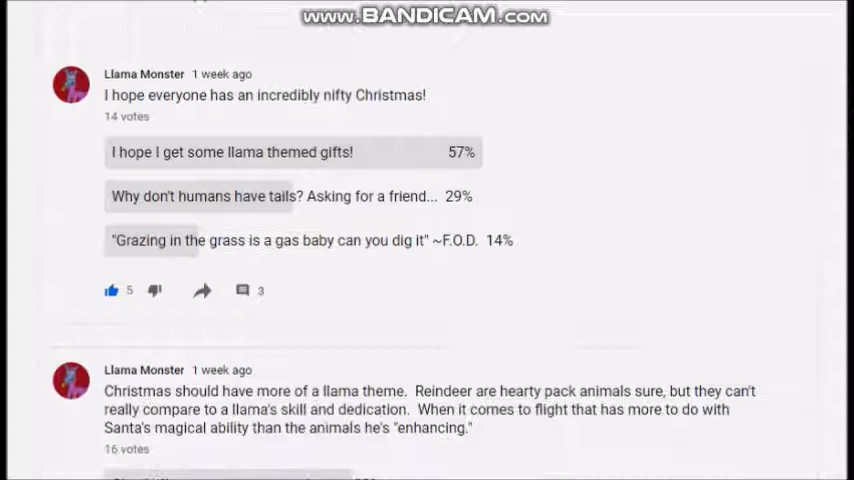 www.BANDICAM.com
Llama Monster 1 week ago
I hope everyone has an incredibly nifty Christmas!
14 votes
I hope I get some llama themed gifts! 57%
Why don't humans have tails? Asking for a friend... 29%
"Grazing in the grass is a gas baby can you dig it" ~F.O.D. 14%
5 3
Llama Monster 1 week ago
Christmas should have more of a llama theme. Reindeer are hearty pack animals sure, but they can't
really compare to a llama's skill and dedication. When it comes to flight that has more to do with
Santa's magical ability than the animals he's "enhancing."
16 votes